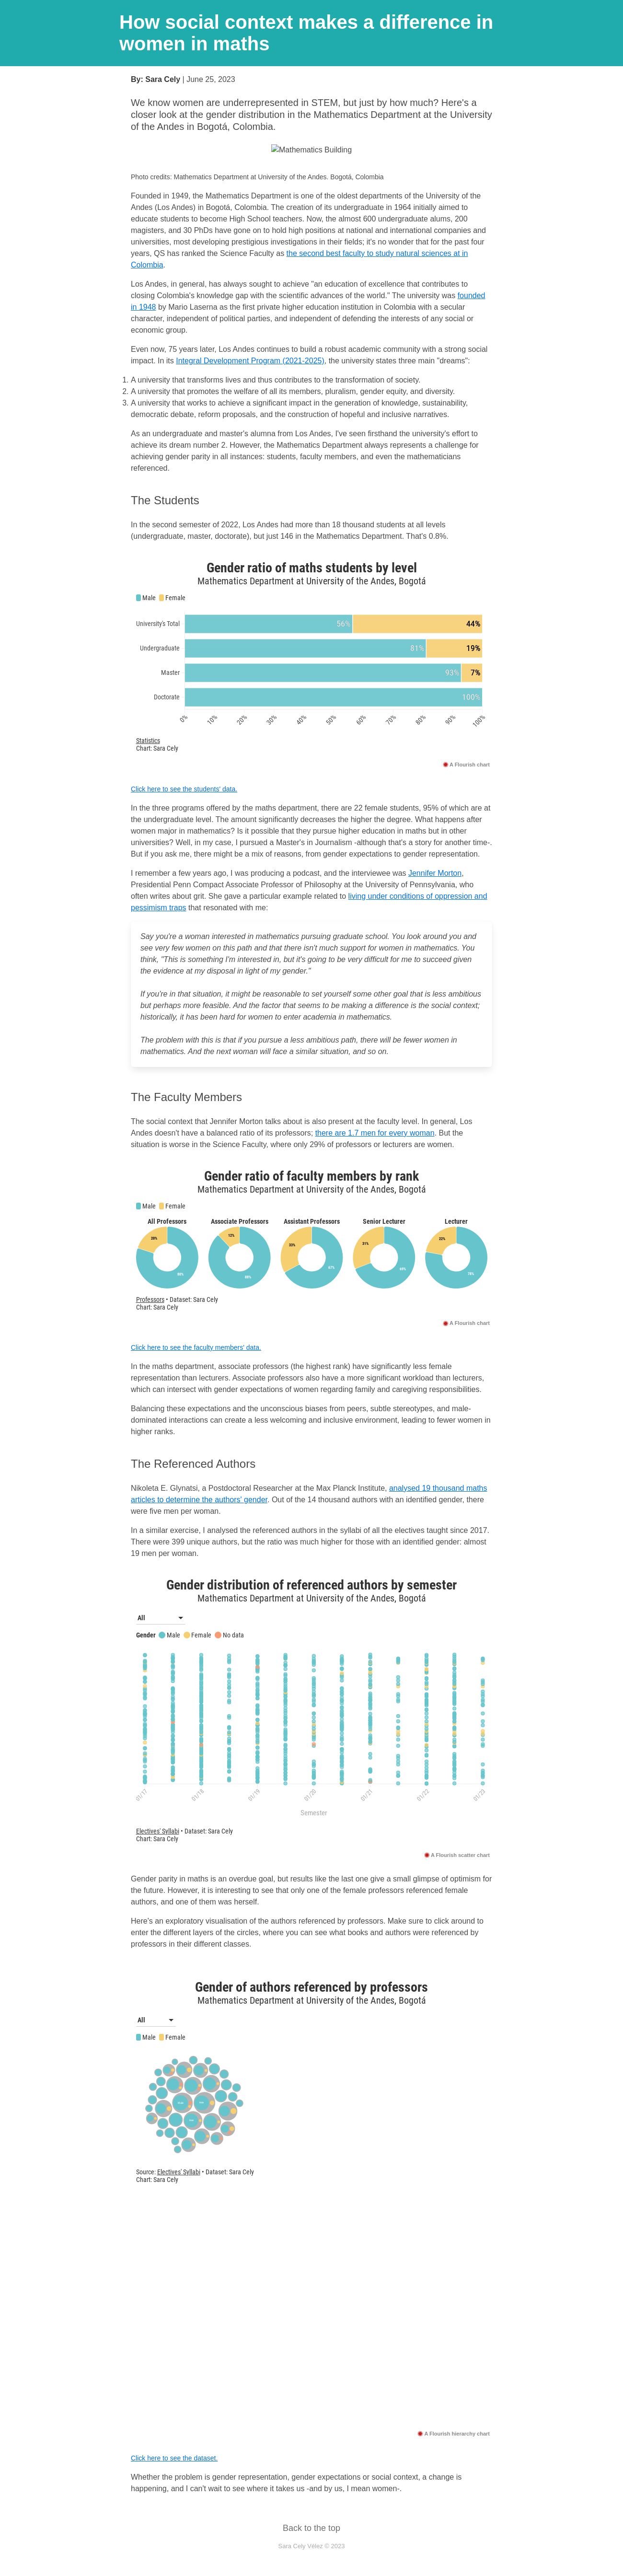 How social context makes a difference in
women in maths
By: Sara Cely | June 25, 2023
We know women are underrepresented in STEM, but just by how much? Here's a
closer look at the gender distribution in the Mathematics Department at the University
of the Andes in Bogotá, Colombia.
Mathematics Building
Photo credits: Mathematics Department at University of the Andes. Bogotá, Colombia
Founded in 1949, the Mathematics Department is one of the oldest departments of the University of the
Andes (Los Andes) in Bogotá, Colombia. The creation of its undergraduate in 1964 initially aimed to
educate students to become High School teachers. Now, the almost 600 undergraduate alums, 200
magisters, and 30 PhDs have gone on to hold high positions at national and international companies and
universities, most developing prestigious investigations in their fields; it's no wonder that for the past four
years, QS has ranked the Science Faculty as the second best faculty to study natural sciences at in
Colombia.
Los Andes, in general, has always sought to achieve "an education of excellence that contributes to
closing Colombia's knowledge gap with the scientific advances of the world." The university was founded
in 1948 by Mario Laserna as the first private higher education institution in Colombia with a secular
character, independent of political parties, and independent of defending the interests of any social or
economic group.
Even now, 75 years later, Los Andes continues to build a robust academic community with a strong social
impact. In its Integral Development Program (2021-2025), the university states three main "dreams":
1. A university that transforms lives and thus contributes to the transformation of society.
2. A university that promotes the welfare of all its members, pluralism, gender equity, and diversity.
3. A university that works to achieve a significant impact in the generation of knowledge, sustainability,
democratic debate, reform proposals, and the construction of hopeful and inclusive narratives.
As an undergraduate and master's alumna from Los Andes, I've seen firsthand the university's effort to
achieve its dream number 2. However, the Mathematics Department always represents a challenge for
achieving gender parity in all instances: students, faculty members, and even the mathematicians
referenced.
The Students
In the second semester of 2022, Los Andes had more than 18 thousand students at all levels
(undergraduate, master, doctorate), but just 146 in the Mathematics Department. That's 0.8%.
Gender ratio of maths students by level
Mathematics Department at University of the Andes, Bogotá
Male Female
University's Total 56% 44%
Undergraduate 81% 19%
Master 93% 7%
Doctorate 100%
0% 10% 20% 30% 40% 50% 60% 70% 80% 90% 100%
Statistics
Chart: Sara Cely
A Flourish chart
Click here to see the students' data.
In the three programs offered by the maths department, there are 22 female students, 95% of which are at
the undergraduate level. The amount significantly decreases the higher the degree. What happens after
women major in mathematics? Is it possible that they pursue higher education in maths but in other
universities? Well, in my case, I pursued a Master's in Journalism -although that's a story for another time-.
But if you ask me, there might be a mix of reasons, from gender expectations to gender representation.
I remember a few years ago, I was producing a podcast, and the interviewee was Jennifer Morton,
Presidential Penn Compact Associate Professor of Philosophy at the University of Pennsylvania, who
often writes about grit. She gave a particular example related to living under conditions of oppression and
pessimism traps that resonated with me:
Say you're a woman interested in mathematics pursuing graduate school. You look around you and
see very few women on this path and that there isn't much support for women in mathematics. You
think, "This is something I'm interested in, but it's going to be very difficult for me to succeed given
the evidence at my disposal in light of my gender."
If you're in that situation, it might be reasonable to set yourself some other goal that is less ambitious
but perhaps more feasible. And the factor that seems to be making a difference is the social context;
historically, it has been hard for women to enter academia in mathematics.
The problem with this is that if you pursue a less ambitious path, there will be fewer women in
mathematics. And the next woman will face a similar situation, and so on.
The Faculty Members
The social context that Jennifer Morton talks about is also present at the faculty level. In general, Los
Andes doesn't have a balanced ratio of its professors; there are 1.7 men for every woman. But the
situation is worse in the Science Faculty, where only 29% of professors or lecturers are women.
Gender ratio of faculty members by rank
Mathematics Department at University of the Andes, Bogotá
Male Female
All Professors Associate Professors Assistant Professors Senior Lecturer Lecturer
Professors • Dataset: Sara Cely
Chart: Sara Cely
A Flourish chart
Click here to see the faculty members' data.
In the maths department, associate professors (the highest rank) have significantly less female
representation than lecturers. Associate professors also have a more significant workload than lecturers,
which can intersect with gender expectations of women regarding family and caregiving responsibilities.
Balancing these expectations and the unconscious biases from peers, subtle stereotypes, and male-
dominated interactions can create a less welcoming and inclusive environment, leading to fewer women in
higher ranks.
The Referenced Authors
Nikoleta E. Glynatsi, a Postdoctoral Researcher at the Max Planck Institute, analysed 19 thousand maths
articles to determine the authors' gender. Out of the 14 thousand authors with an identified gender, there
were five men per woman.
In a similar exercise, I analysed the referenced authors in the syllabi of all the electives taught since 2017.
There were 399 unique authors, but the ratio was much higher for those with an identified gender: almost
19 men per woman.
Gender distribution of referenced authors by semester
Mathematics Department at University of the Andes, Bogotá
All
Gender Male Female No data
01/17 01/18 01/19 01/20 01/21 01/22 01/23
Semester
Electives' Syllabi • Dataset: Sara Cely
Chart: Sara Cely
A Flourish scatter chart
Gender parity in maths is an overdue goal, but results like the last one give a small glimpse of optimism for
the future. However, it is interesting to see that only one of the female professors referenced female
authors, and one of them was herself.
Here's an exploratory visualisation of the authors referenced by professors. Make sure to click around to
enter the different layers of the circles, where you can see what books and authors were referenced by
professors in their different classes.
Gender of authors referenced by professors
Mathematics Department at University of the Andes, Bogotá
All
Male Female
Source: Electives' Syllabi • Dataset: Sara Cely
Chart: Sara Cely
A Flourish hierarchy chart
Click here to see the dataset.
Whether the problem is gender representation, gender expectations or social context, a change is
happening, and I can't wait to see where it takes us -and by us, I mean women-.
Back to the top
Sara Cely Vélez © 2023